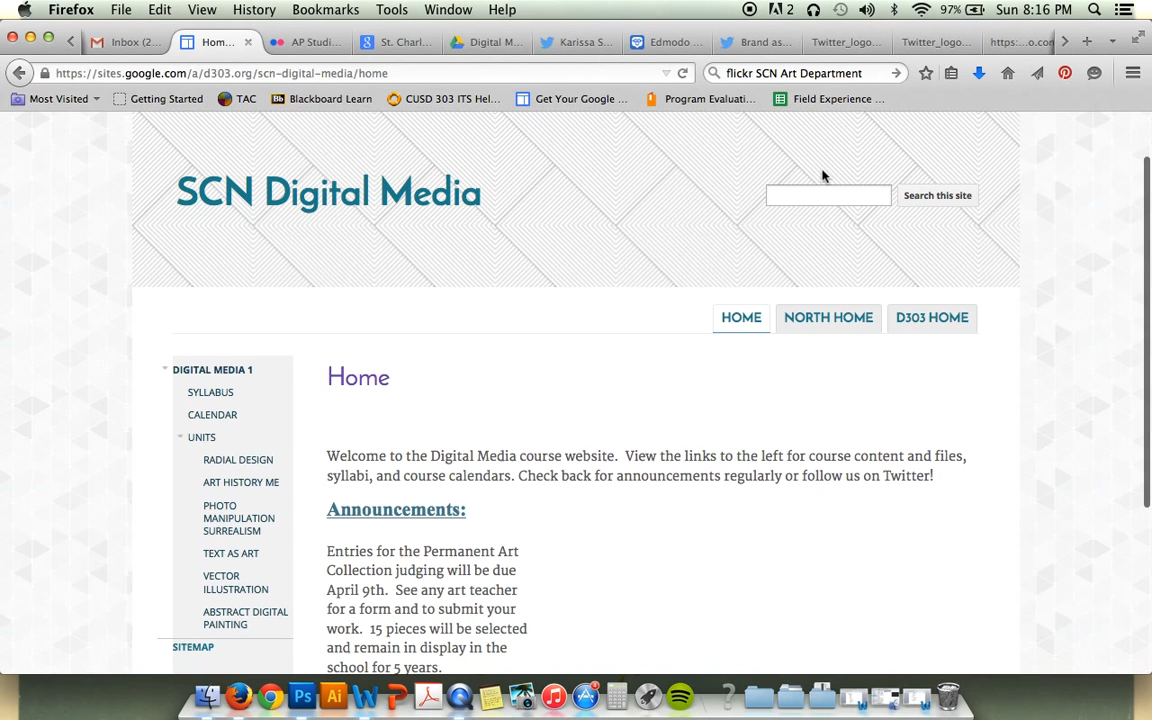 Firefox File Edit View History Bookmarks Tools Window Help 2 97% Sun 8:16 PM
Inbox (2... Hom... AP Studi... St. Charl... Digital M... Karissa S... Edmodo ... Brand as... Twitter_logo... Twitter_logo... https:...o.com
https://sites.google.com/a/d303.org/scn-digital-media/home flickr SCN Art Department
Most Visited Getting Started TAC Bb Blackboard Learn CUSD 303 ITS Hel... Get Your Google ... Program Evaluati... Field Experience ...
SCN Digital Media
Search this site
HOME NORTH HOME D303 HOME
DIGITAL MEDIA 1
SYLLABUS
CALENDAR
UNITS
RADIAL DESIGN
ART HISTORY ME
PHOTO
MANIPULATION
SURREALISM
TEXT AS ART
VECTOR
ILLUSTRATION
ABSTRACT DIGITAL
PAINTING
SITEMAP
Home
Welcome to the Digital Media course website. View the links to the left for course content and files,
syllabi, and course calendars. Check back for announcements regularly or follow us on Twitter!
Announcements:
Entries for the Permanent Art
Collection judging will be due
April 9th. See any art teacher
for a form and to submit your
work. 15 pieces will be selected
and remain in display in the
school for 5 years.
Ps Ai